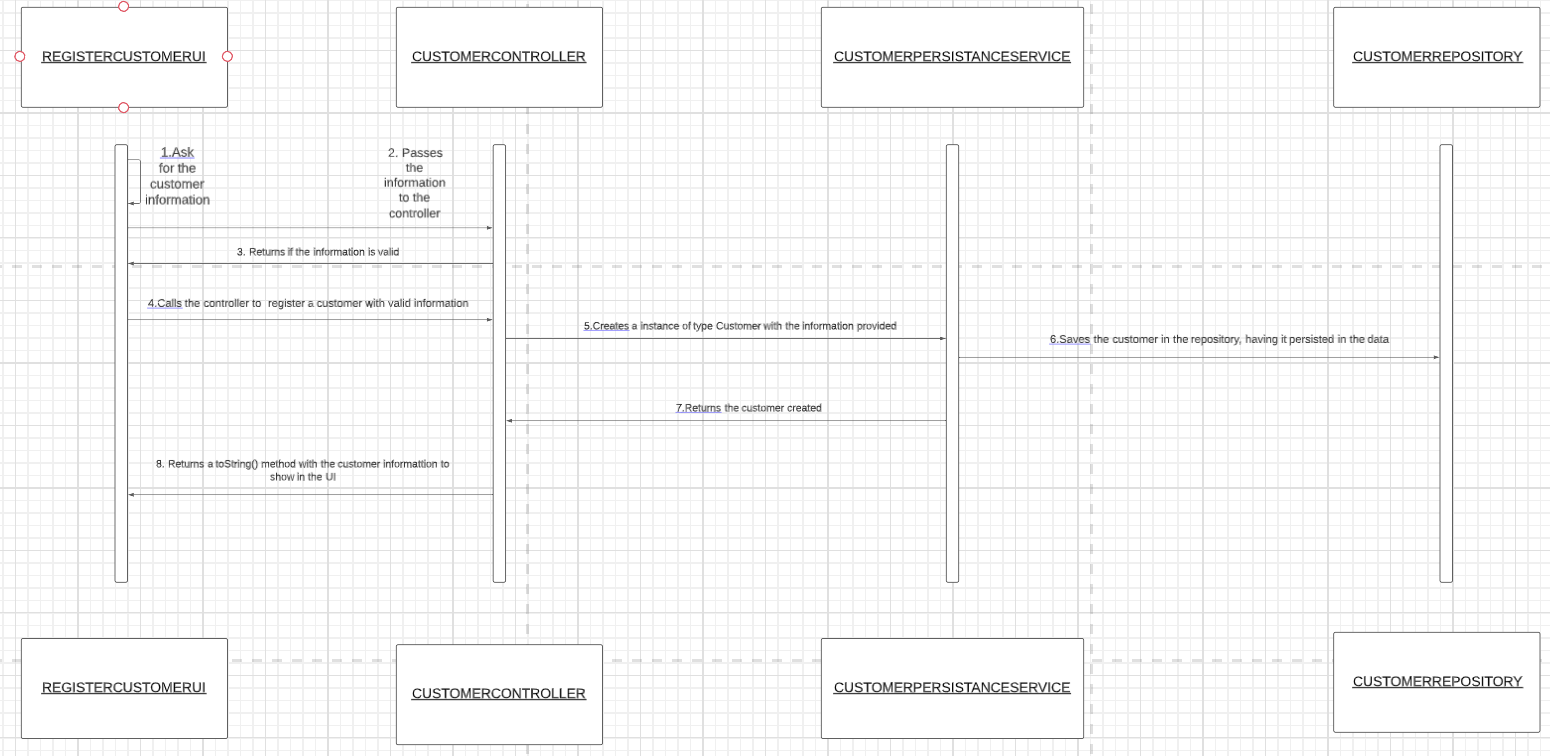 REGISTERCUSTOMERUI
CUSTOMERCONTROLLER
CUSTOMERPERSISTANCESERVICE
CUSTOMERREPOSITORY
1.Ask
for the
customer
information
2. Passes
the
information
to the
controller
3. Returns if the information is valid
4.Calls the controller to register a customer with valid information
5.Creates a instance of type Customer with the information provided
6.Saves the customer in the repository, having it persisted in the data
7.Returns the customer created
8. Returns a toString() method with the customer informattion to
show in the UI
REGISTERCUSTOMERUI
CUSTOMERCONTROLLER
CUSTOMERPERSISTANCESERVICE
CUSTOMERREPOSITORY